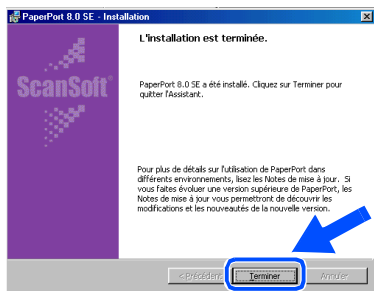 PaperPort 8.0 SE - Installation
L'installation est terminée.
ScanSoft®
PaperPort 8.0 SE a été installé. Cliquez sur Terminer pour
quitter l'Assistant.
Pour plus de détails sur l'utilisation de PaperPort dans
différents environnements, lisez les Notes de mise à jour. Si
vous faites évoluer une version supérieure de PaperPort, les
Notes de mise à jour vous permettront de découvrir les
modifications et les nouveautés de la nouvelle version.
< Précédent Terminer Annuler